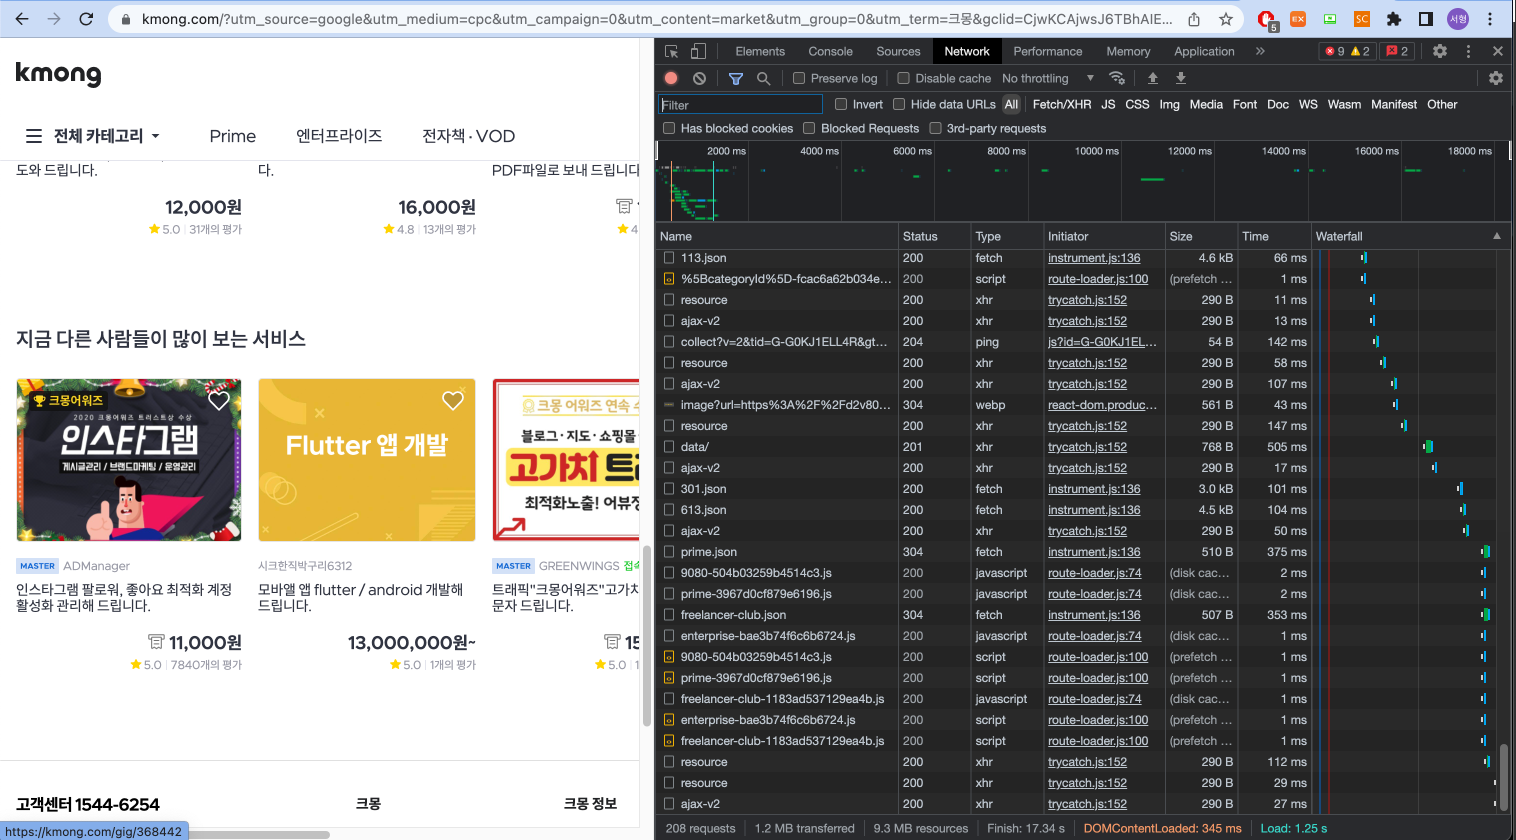 kmong.com/?utm_source=google&utm_medium=cpc&utm_campaign=0&utm_content=market&utm_group=0&utm_term=크몽&gclid=CjwKCAjwsJ6TBhAIE...
5
EX
SC
서형
kmong
전체 카테고리
Prime
엔터프라이즈
전자책 · VOD
도와 드립니다.
다.
PDF파일로 보내 드립니다
12,000원
16,000원
5.0 | 31개의 평가
4.8 | 13개의 평가
지금 다른 사람들이 많이 보는 서비스
크몽어워즈
2020 크몽어워즈 트러스트상 수상
인스타그램
게시글관리 / 브랜드마케팅 / 운영관리
Flutter 앱 개발
크몽 어워즈 연속
블로그 · 지도 · 쇼핑몰
고가치
최적화노출!
MASTER ADManager
시크한직박구리6312
MASTER GREENWINGS
인스타그램 팔로워, 좋아요 최적화 계정
활성화 관리해 드립니다.
모바앨 앱 flutter / android 개발해
드립니다.
트래픽"크몽어워즈"고가치
문자 드립니다.
11,000원
13,000,000원~
5.0 | 7840개의 평가
5.0 | 1개의 평가
5.0
고객센터 1544-6254
크몽
크몽 정보
https://kmong.com/gig/368442
Elements Console Sources Network Performance Memory Application » 9 2 2
Preserve log Disable cache No throttling
Filter Invert Hide data URLs All Fetch/XHR JS CSS Img Media Font Doc WS Wasm Manifest Other
Has blocked cookies Blocked Requests 3rd-party requests
2000 ms 4000 ms 6000 ms 8000 ms 10000 ms 12000 ms 14000 ms 16000 ms 18000 ms
Name Status Type Initiator Size Time Waterfall
113.json 200 fetch instrument.js:136 4.6 kB 66 ms
%5BcategoryId%5D-fcac6a62b034e... 200 script route-loader.js:100 (prefetch ... 1 ms
resource 200 xhr trycatch.js:152 290 B 11 ms
ajax-v2 200 xhr trycatch.js:152 290 B 13 ms
collect?v=2&tid=G-G0KJ1ELL4R&gt... 204 ping js?id=G-G0KJ1EL... 54 B 142 ms
resource 200 xhr trycatch.js:152 290 B 58 ms
ajax-v2 200 xhr trycatch.js:152 290 B 107 ms
image?url=https%3A%2F%2Fd2v80... 304 webp react-dom.produc... 561 B 43 ms
resource 200 xhr trycatch.js:152 290 B 147 ms
data/ 201 xhr trycatch.js:152 768 B 505 ms
ajax-v2 200 xhr trycatch.js:152 290 B 17 ms
301.json 200 fetch instrument.js:136 3.0 kB 101 ms
613.json 200 fetch instrument.js:136 4.5 kB 104 ms
ajax-v2 200 xhr trycatch.js:152 290 B 50 ms
prime.json 304 fetch instrument.js:136 510 B 375 ms
9080-504b03259b4514c3.js 200 javascript route-loader.js:74 (disk cac... 2 ms
prime-3967d0cf879e6196.js 200 javascript route-loader.js:74 (disk cac... 2 ms
freelancer-club.json 304 fetch instrument.js:136 507 B 353 ms
enterprise-bae3b74f6c6b6724.js 200 javascript route-loader.js:74 (disk cac... 1 ms
9080-504b03259b4514c3.js 200 script route-loader.js:100 (prefetch ... 1 ms
prime-3967d0cf879e6196.js 200 script route-loader.js:100 (prefetch ... 1 ms
freelancer-club-1183ad537129ea4b.js 200 javascript route-loader.js:74 (disk cac... 1 ms
enterprise-bae3b74f6c6b6724.js 200 script route-loader.js:100 (prefetch ... 1 ms
freelancer-club-1183ad537129ea4b.js 200 script route-loader.js:100 (prefetch ... 1 ms
resource 200 xhr trycatch.js:152 290 B 112 ms
resource 200 xhr trycatch.js:152 290 B 29 ms
ajax-v2 200 xhr trycatch.js:152 290 B 27 ms
208 requests 1.2 MB transferred 9.3 MB resources Finish: 17.34 s DOMContentLoaded: 345 ms Load: 1.25 s